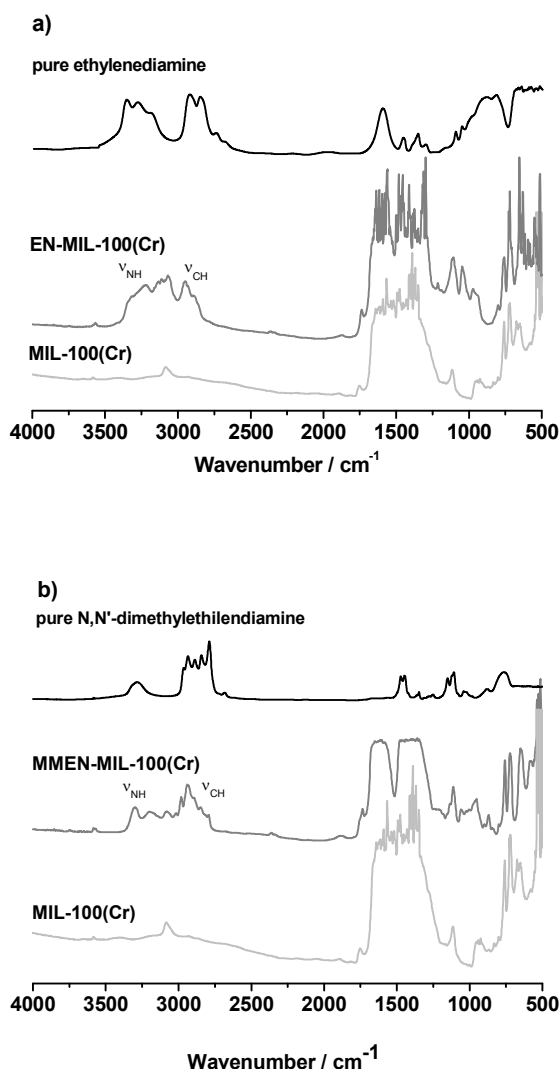 a)
pure ethylenediamine
EN-MIL-100(Cr)
νNH νCH
MIL-100(Cr)
4000 3500 3000 2500 2000 1500 1000 500
Wavenumber / cm-1
b)
pure N,N'-dimethylethilendiamine
MMEN-MIL-100(Cr)
νNH νCH
MIL-100(Cr)
4000 3500 3000 2500 2000 1500 1000 500
Wavenumber / cm-1